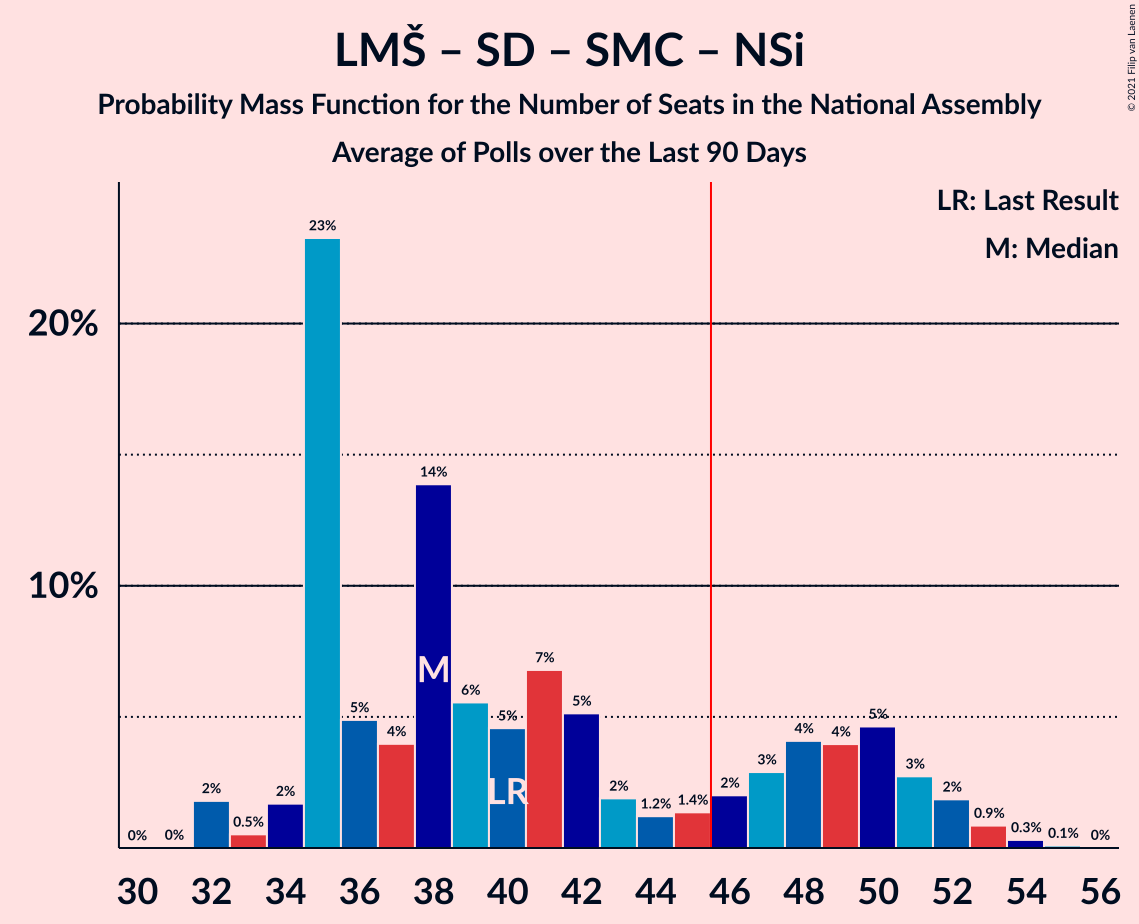 LMŠ – SD – SMC – NSi
Probability Mass Function for the Number of Seats in the National Assembly
Average of Polls over the Last 90 Days
© 2021 Filip van Laenen
LR: Last Result
M: Median
20%
10%
0% 0% 2% 0.5% 2% 23% 5% 4% 14% 6% 5% 7% 5% 2% 1.2% 1.4% 2% 3% 4% 4% 5% 3% 2% 0.9% 0.3% 0.1% 0%
M
LR
30 32 34 36 38 40 42 44 46 48 50 52 54 56